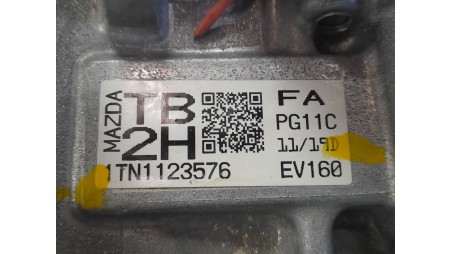 MAZDA
TB FA
2H PG11C
11/19D
1TN1123576 EV160